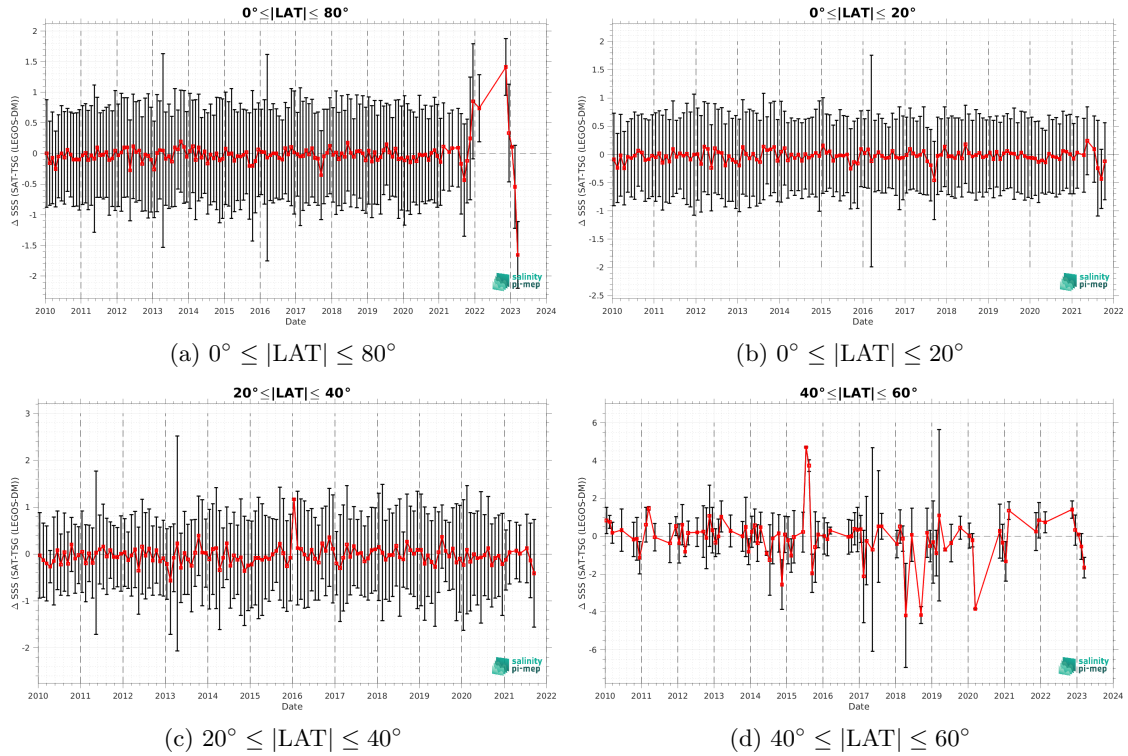 0°≤|LAT|≤ 80°
Δ SSS (SAT-TSG (LEGOS-DM))
2
1.5
1
0.5
0
-0.5
-1
-1.5
-2
2010 2011 2012 2013 2014 2015 2016 2017 2018 2019 2020 2021 2022 2023 2024
Date
salinity
pi-mep
(a) 0° ≤ |LAT| ≤ 80°
0°≤|LAT|≤ 20°
Δ SSS (SAT-TSG (LEGOS-DM))
2
1.5
1
0.5
0
-0.5
-1
-1.5
-2
-2.5
2010 2011 2012 2013 2014 2015 2016 2017 2018 2019 2020 2021 2022
Date
salinity
pi-mep
(b) 0° ≤ |LAT| ≤ 20°
20°≤|LAT|≤ 40°
Δ SSS (SAT-TSG (LEGOS-DM))
3
2
1
0
-1
-2
2010 2011 2012 2013 2014 2015 2016 2017 2018 2019 2020 2021 2022
Date
salinity
pi-mep
(c) 20° ≤ |LAT| ≤ 40°
40°≤|LAT|≤ 60°
Δ SSS (SAT-TSG (LEGOS-DM))
6
4
2
0
-2
-4
-6
2010 2011 2012 2013 2014 2015 2016 2017 2018 2019 2020 2021 2022 2023 2024
Date
salinity
pi-mep
(d) 40° ≤ |LAT| ≤ 60°